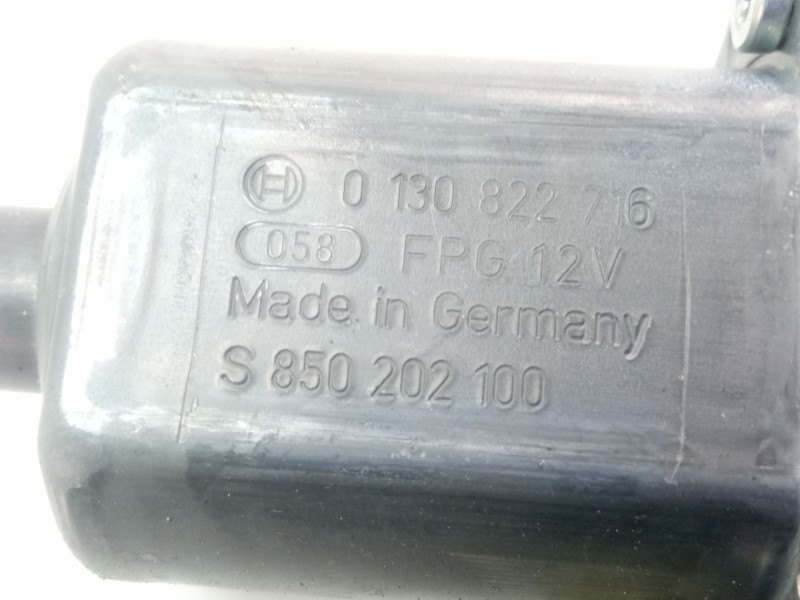 0 130 822 716
058 FPG 12V
Made in Germany
S 850 202 100